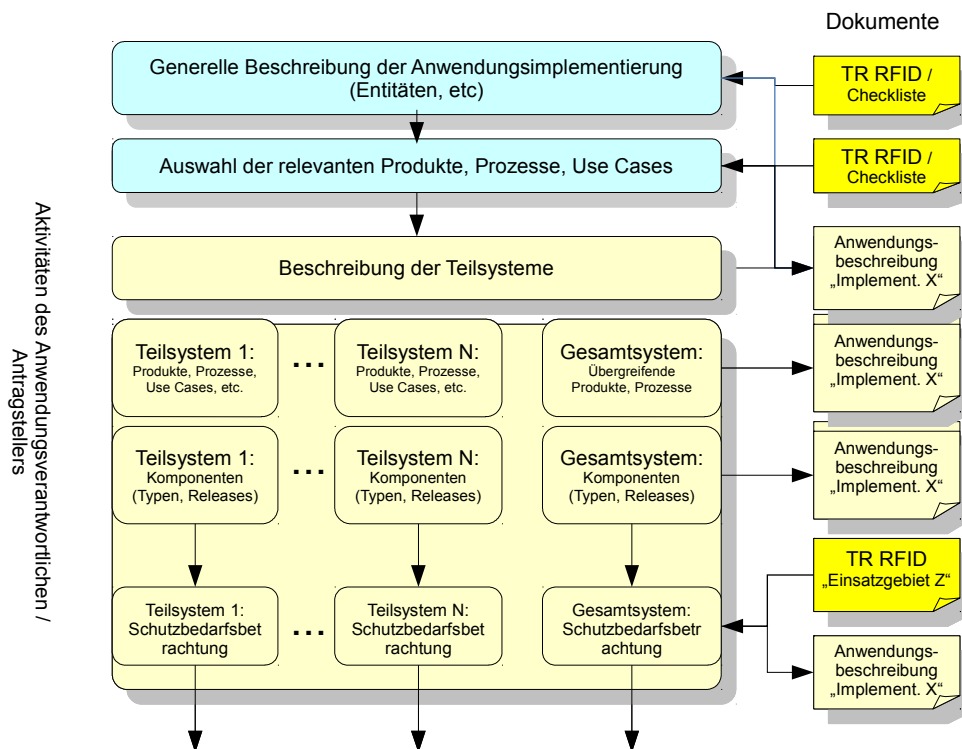 Dokumente
Generelle Beschreibung der Anwendungsimplementierung
(Entitäten, etc)
TR RFID /
Checkliste
Auswahl der relevanten Produkte, Prozesse, Use Cases
TR RFID /
Checkliste
Aktivitäten des Anwendungsverantwortlichen /
Antragstellers
Beschreibung der Teilsysteme
Anwendungs-
beschreibung
„Implement. X“
Teilsystem 1:
Produkte, Prozesse,
Use Cases, etc.
...
Teilsystem N:
Produkte, Prozesse,
Use Cases, etc.
Gesamtsystem:
Übergreifende
Produkte, Prozesse
Anwendungs-
beschreibung
„Implement. X“
Teilsystem 1:
Komponenten
(Typen, Releases)
...
Teilsystem N:
Komponenten
(Typen, Releases)
Gesamtsystem:
Komponenten
(Typen, Releases)
Anwendungs-
beschreibung
„Implement. X“
TR RFID
„Einsatzgebiet Z“
Teilsystem 1:
Schutzbedarfsbet
rachtung
...
Teilsystem N:
Schutzbedarfsbet
rachtung
Gesamtsystem:
Schutzbedarfsbetr
achtung
Anwendungs-
beschreibung
„Implement. X“